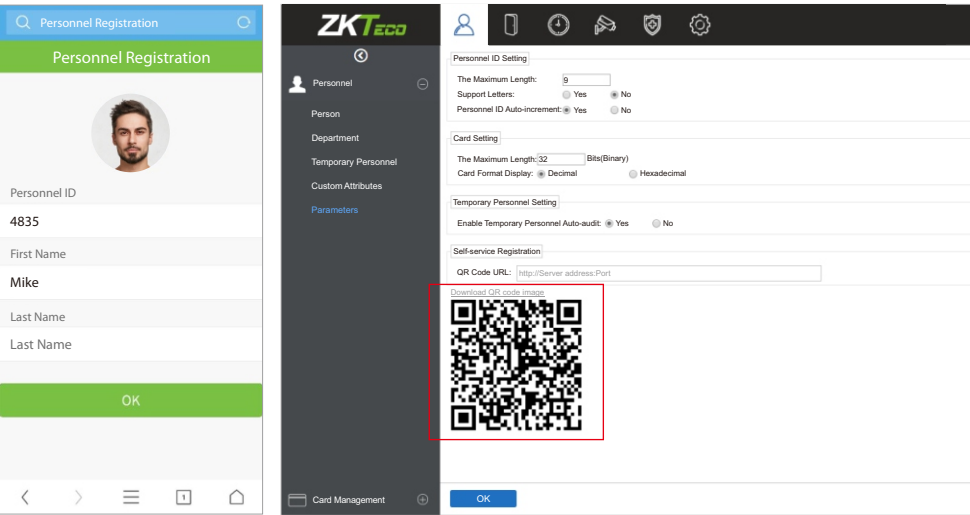 Personnel Registration
Personnel Registration
Personnel ID
4835
First Name
Mike
Last Name
Last Name
OK
1
ZKTeco
Personnel
Person
Department
Temporary Personnel
Custom Attributes
Parameters
Card Management
Personnel ID Setting
The Maximum Length: 9
Support Letters: Yes No
Personnel ID Auto-increment: Yes No
Card Setting
The Maximum Length: 32 Bits(Binary)
Card Format Display: Decimal Hexadecimal
Temporary Personnel Setting
Enable Temporary Personnel Auto-audit: Yes No
Self-service Registration
QR Code URL: http://Server address:Port
Download QR code image
OK